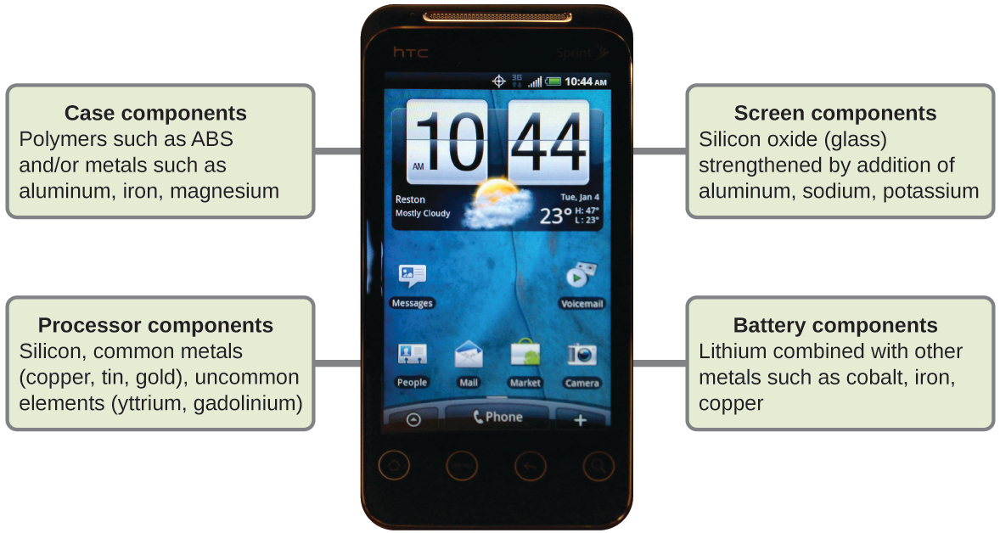 Case components
Polymers such as ABS
and/or metals such as
aluminum, iron, magnesium
Processor components
Silicon, common metals
(copper, tin, gold), uncommon
elements (yttrium, gadolinium)
hTC Sprint
3G 10:44 AM
10 44
AM
Reston
Mostly Cloudy
Tue, Jan 4
23° H: 47°
L: 23°
Messages Voicemail
People Mail Market Camera
Phone
Screen components
Silicon oxide (glass)
strengthened by addition of
aluminum, sodium, potassium
Battery components
Lithium combined with other
metals such as cobalt, iron,
copper